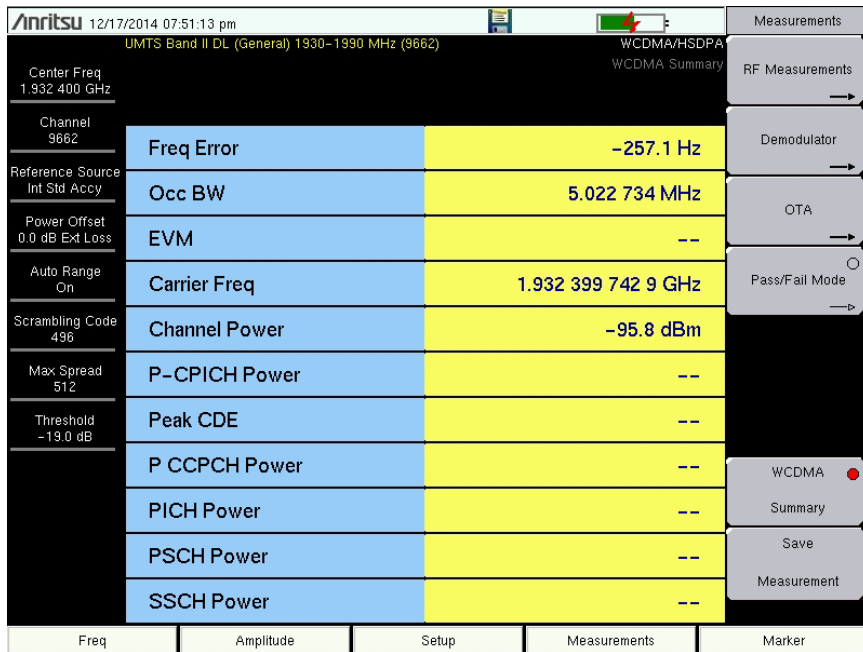 /Inritsu 12/17/2014 07:51:13 pm
UMTS Band II DL (General) 1930-1990 MHz (9662)
WCDMA/HSDPA
WCDMA Summary
Center Freq
1.932 400 GHz
Channel
9662
Reference Source
Int Std Accy
Power Offset
0.0 dB Ext Loss
Auto Range
On
Scrambling Code
496
Max Spread
512
Threshold
-19.0 dB
Freq Error -257.1 Hz
Occ BW 5.022 734 MHz
EVM --
Carrier Freq 1.932 399 742 9 GHz
Channel Power -95.8 dBm
P-CPICH Power --
Peak CDE --
P CCPCH Power --
PICH Power --
PSCH Power --
SSCH Power --
Measurements
RF Measurements
Demodulator
OTA
Pass/Fail Mode
WCDMA
Summary
Save
Measurement
Freq Amplitude Setup Measurements Marker